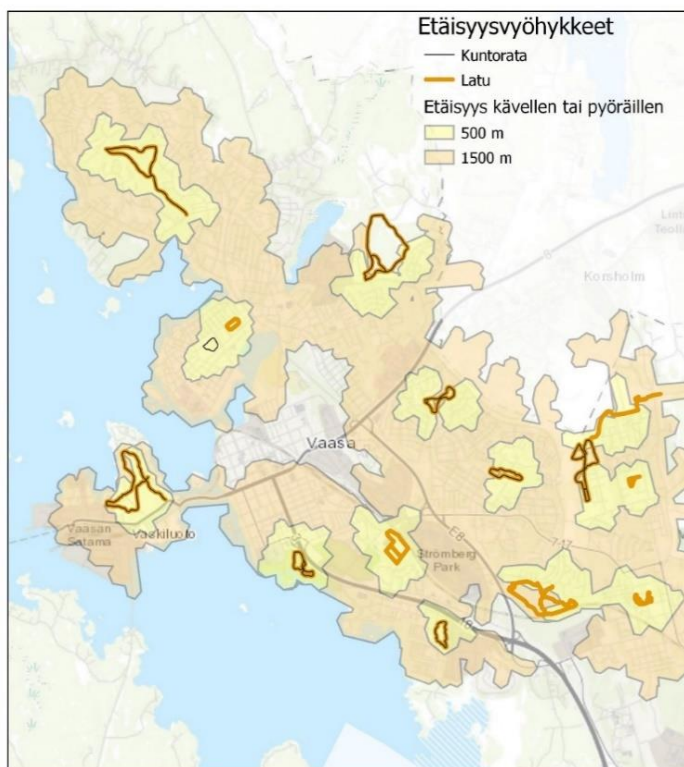 Etäisyysvyöhykkeet
Kuntorata
Latu
Etäisyys kävellen tai pyöräillen
500 m
1500 m
8
Korsholm
Vaasa
Vaasan
Satama
Vaskiluoto
Strömberg
Park
E8
717